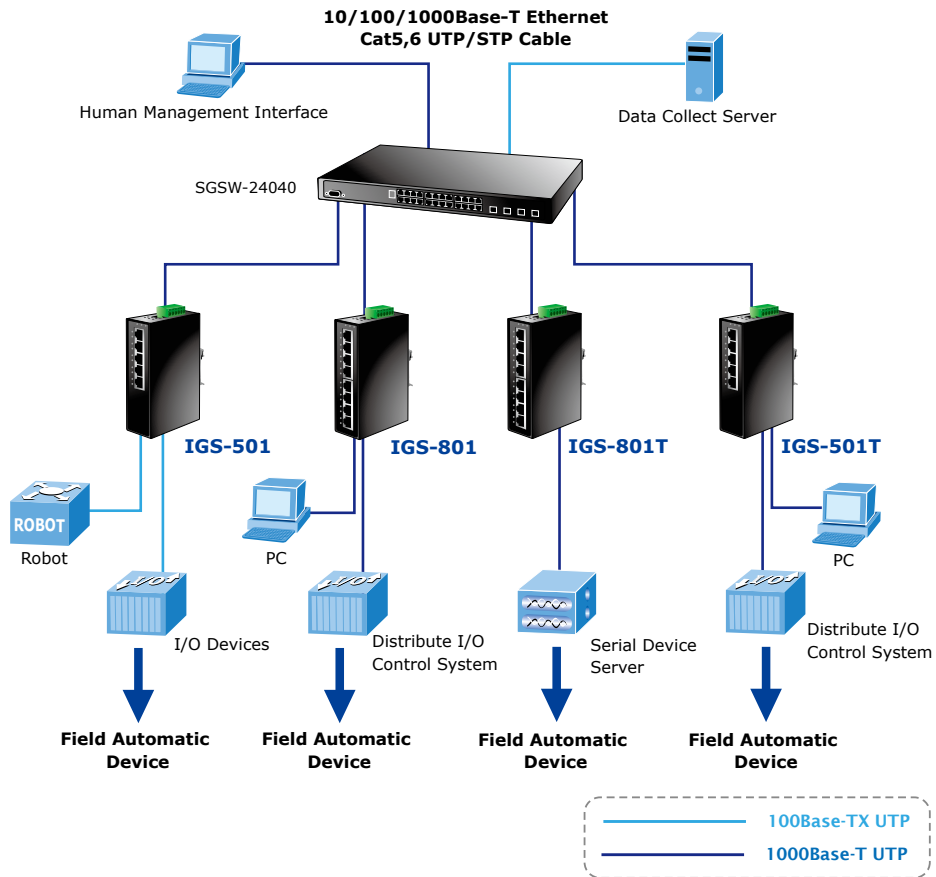 10/100/1000Base-T Ethernet
Cat5,6 UTP/STP Cable
Human Management Interface
Data Collect Server
SGSW-24040
IGS-501
IGS-801
IGS-801T
IGS-501T
ROBOT
Robot
PC
PC
I/O
I/O Devices
I/O
Distribute I/O
Control System
Serial Device
Server
I/O
Distribute I/O
Control System
Field Automatic
Device
Field Automatic
Device
Field Automatic
Device
Field Automatic
Device
100Base-TX UTP
1000Base-T UTP